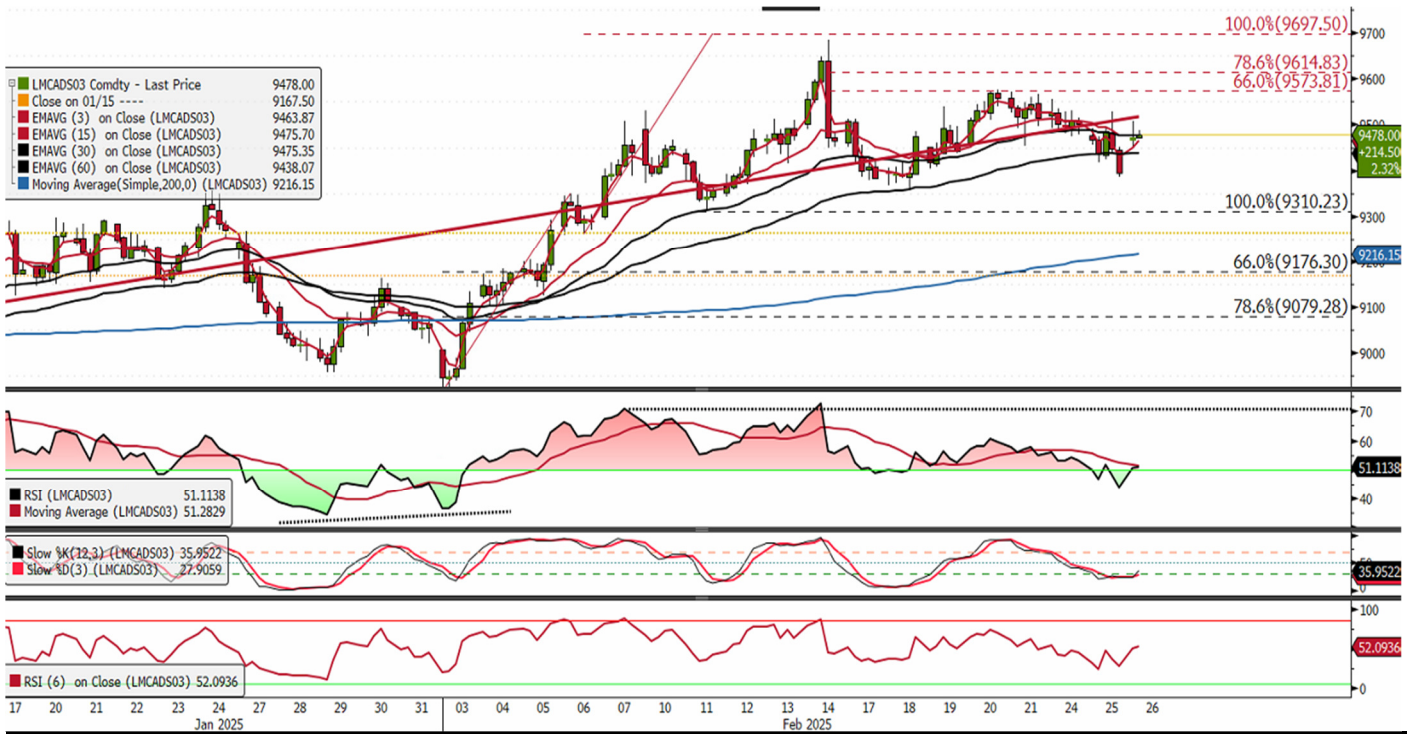 100.0%(9697.50)
9700
78.6%(9614.83)
9600
66.0%(9573.81)
LMCADS03 Comdty - Last Price 9478.00
Close on 01/15 ---- 9167.50
EMAVG (3) on Close (LMCADS03) 9463.87
EMAVG (15) on Close (LMCADS03) 9475.70
EMAVG (30) on Close (LMCADS03) 9475.35
EMAVG (60) on Close (LMCADS03) 9438.07
Moving Average(Simple,200,0) (LMCADS03) 9216.15
9478.00
+214.50
2.32%
100.0%(9310.23)
9300
9216.15
66.0%(9176.30)
9100
78.6%(9079.28)
9000
70
60
51.1138
40
RSI (LMCADS03) 51.1138
Moving Average (LMCADS03) 51.2829
Slow %K(12,3) (LMCADS03) 35.9522
Slow %D(3) (LMCADS03) 27.9059
35.9522
0
100
52.0936
0
RSI (6) on Close (LMCADS03) 52.0936
17 20 21 22 23 24 27 28 29 30 31 03 04 05 06 07 10 11 12 13 14 17 18 19 20 21 24 25 26
Jan 2025 Feb 2025